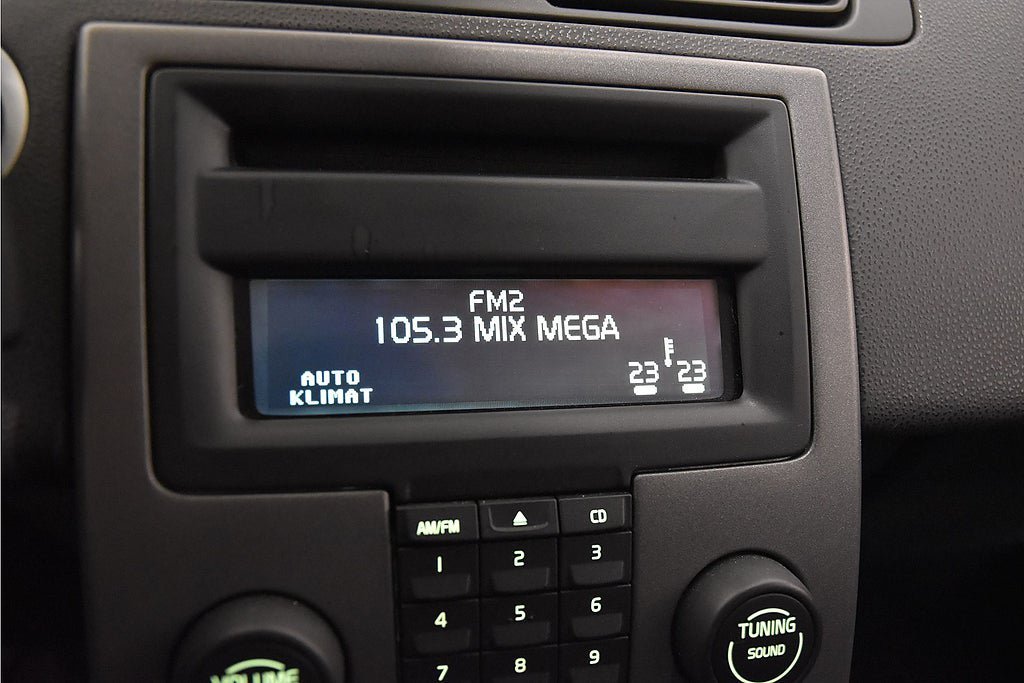 FM2
105.3 MIX MEGA
23 23
AUTO
KLIMAT
AM/FM CD
1 2 3
4 5 6
7 8 9
VOLUME
TUNING
SOUND